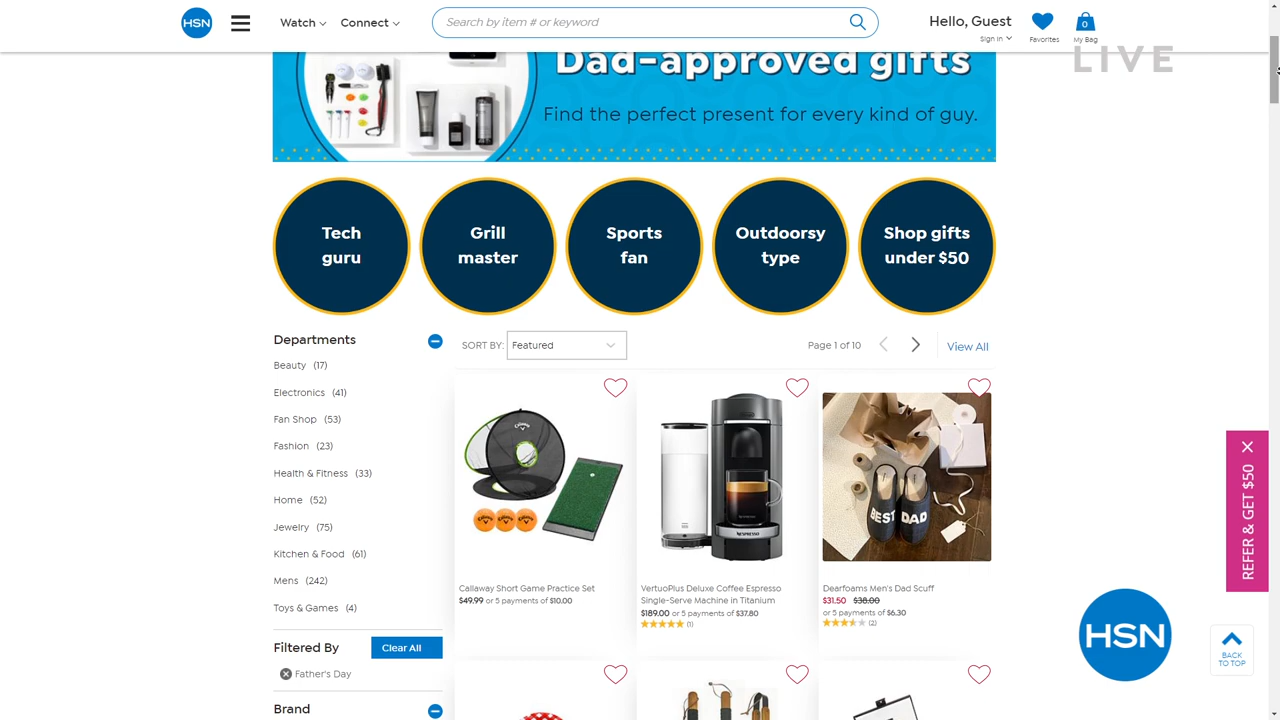 HSN
Watch
Connect
Search by item # or keyword
Hello, Guest
Sign In
Favorites
0
My Bag
LIVE
Dad-approved gifts
Find the perfect present for every kind of guy.
Tech
guru
Grill
master
Sports
fan
Outdoorsy
type
Shop gifts
under $50
Departments
Beauty (17)
Electronics (41)
Fan Shop (53)
Fashion (23)
Health & Fitness (33)
Home (52)
Jewelry (75)
Kitchen & Food (61)
Mens (242)
Toys & Games (4)
Filtered By
Clear All
Father's Day
Brand
SORT BY: Featured
Page 1 of 10
View All
Callaway Short Game Practice Set
$49.99 or 5 payments of $10.00
NESPRESSO
VertuoPlus Deluxe Coffee Espresso
Single-Serve Machine in Titanium
$189.00 or 5 payments of $37.80
(1)
BEST DAD
Dearfoams Men's Dad Scuff
$31.50 $38.00
or 5 payments of $6.30
(2)
REFER & GET $50
HSN
BACK
TO TOP